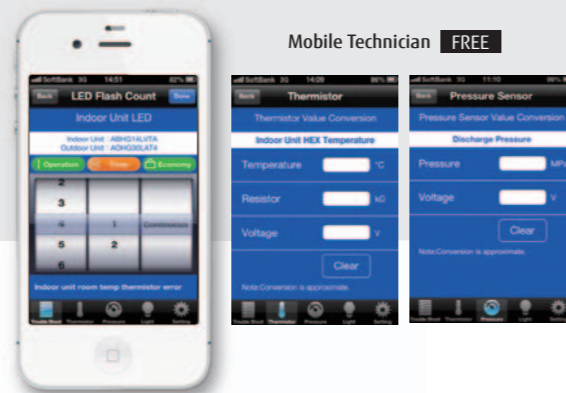 Mobile Technician FREE
SoftBank 3G 14:51 82%
Back LED Flash Count Done
Indoor Unit LED
Indoor Unit : ABHG14LVTA
Outdoor Unit : AOHG30LAT4
Operation Timer Economy
2
3
4 1 Continuous
5 2
6
Indoor unit room temp thermistor error
Trouble Shoot Thermistor Pressure Light Setting
SoftBank 3G 14:09
Back Thermistor
Thermistor Value Conversion
Indoor Unit HEX Temperature
Temperature °C
Resistor kΩ
Voltage V
Clear
Note:Conversion is approximate.
Trouble Shoot Thermistor Pressure Light Setting
SoftBank 3G 11:10
Back Pressure Sensor
Pressure Sensor Value Conversion
Discharge Pressure
Pressure MPa
Voltage V
Clear
Note:Conversion is approximate.
Trouble Shoot Thermistor Pressure Light